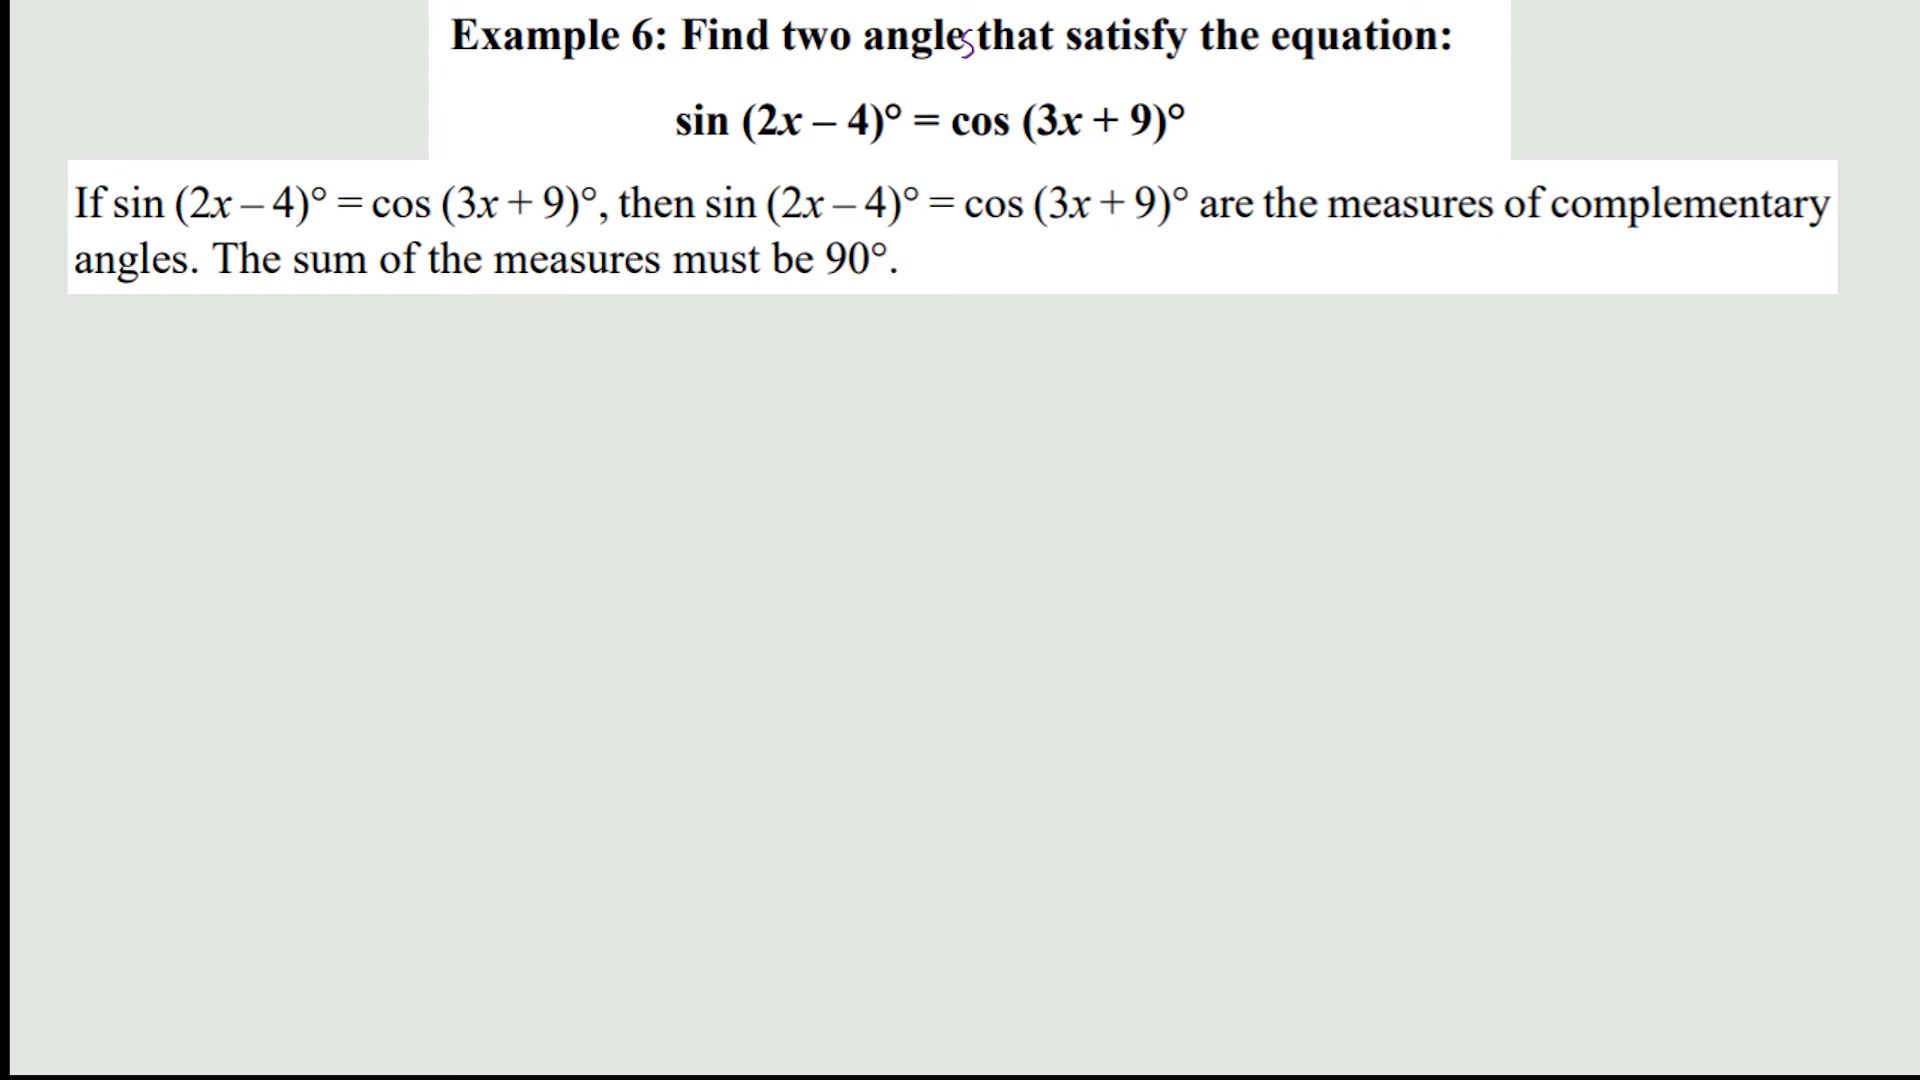 Example 6: Find two angles that satisfy the equation:
sin (2x – 4)° = cos (3x + 9)°
If sin (2x – 4)° = cos (3x + 9)°, then sin (2x – 4)° = cos (3x + 9)° are the measures of complementary
angles. The sum of the measures must be 90°.